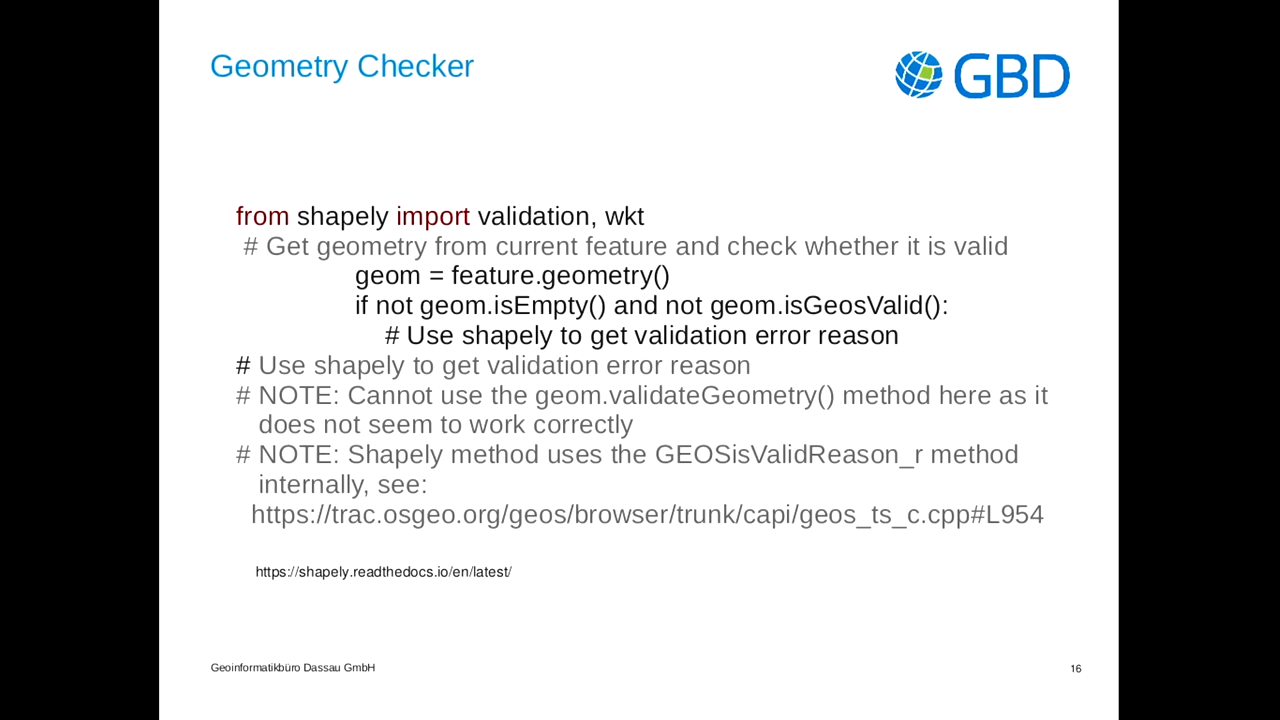 Geometry Checker
GBD
from shapely import validation, wkt
# Get geometry from current feature and check whether it is valid
geom = feature.geometry()
if not geom.isEmpty() and not geom.isGeosValid():
# Use shapely to get validation error reason
# Use shapely to get validation error reason
# NOTE: Cannot use the geom.validateGeometry() method here as it
does not seem to work correctly
# NOTE: Shapely method uses the GEOSisValidReason_r method
internally, see:
https://trac.osgeo.org/geos/browser/trunk/capi/geos_ts_c.cpp#L954
https://shapely.readthedocs.io/en/latest/
Geoinformatikbüro Dassau GmbH
16